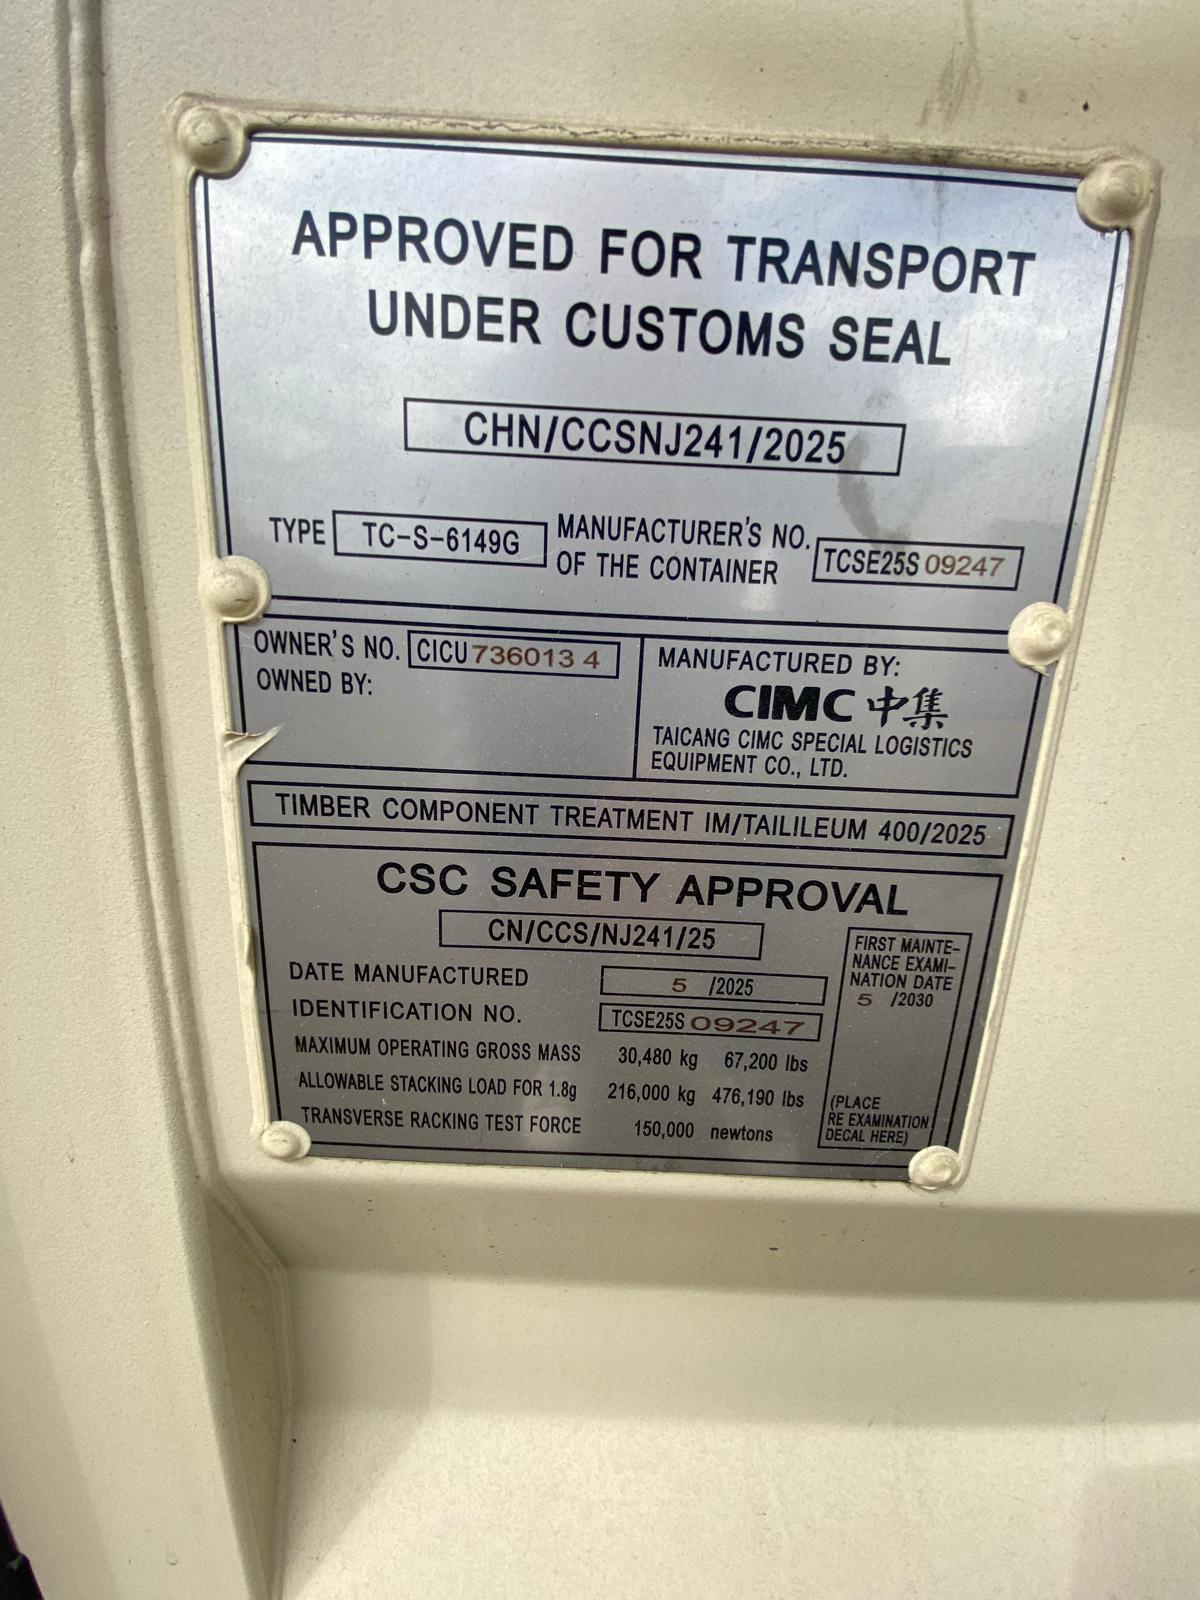 APPROVED FOR TRANSPORT
UNDER CUSTOMS SEAL
CHN/CCSNJ241/2025
TYPE TC-S-6149G MANUFACTURER'S NO. OF THE CONTAINER TCSE25S 09247
OWNER'S NO. CICU 736013 4
OWNED BY:
MANUFACTURED BY:
CIMC 中集
TAICANG CIMC SPECIAL LOGISTICS
EQUIPMENT CO., LTD.
TIMBER COMPONENT TREATMENT IM/TAILILEUM 400/2025
CSC SAFETY APPROVAL
CN/CCS/NJ241/25
DATE MANUFACTURED 5 /2025
IDENTIFICATION NO. TCSE25S 09247
MAXIMUM OPERATING GROSS MASS 30,480 kg 67,200 lbs
ALLOWABLE STACKING LOAD FOR 1.8g 216,000 kg 476,190 lbs
TRANSVERSE RACKING TEST FORCE 150,000 newtons
FIRST MAINTE-
NANCE EXAMI-
NATION DATE
5 /2030
(PLACE
RE EXAMINATION
DECAL HERE)